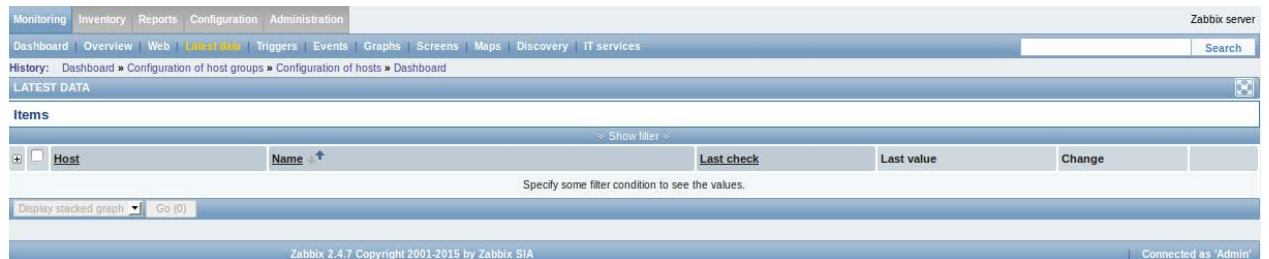 Monitoring Inventory Reports Configuration Administration Zabbix server
Dashboard | Overview | Web | Latest data | Triggers | Events | Graphs | Screens | Maps | Discovery | IT services Search
History: Dashboard » Configuration of host groups » Configuration of hosts » Dashboard
LATEST DATA
Items
Show filter
Host Name Last check Last value Change
Specify some filter condition to see the values.
Display stacked graph Go (0)
Zabbix 2.4.7 Copyright 2001-2015 by Zabbix SIA | Connected as 'Admin'